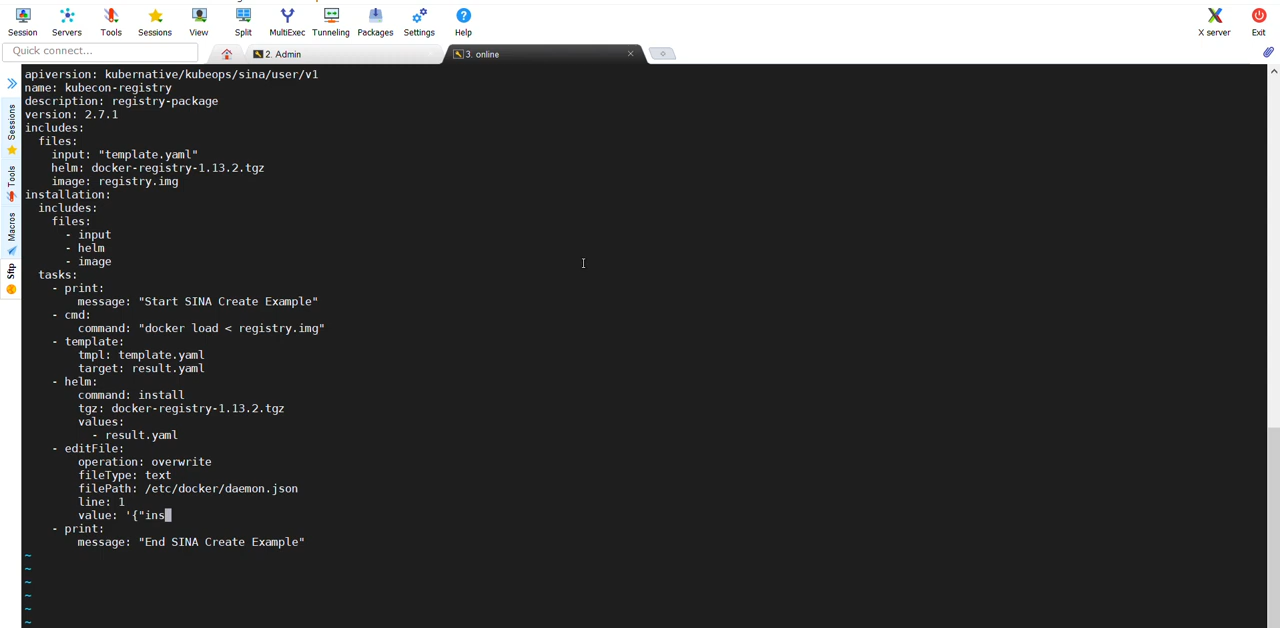 Session Servers Tools Sessions View Split MultiExec Tunneling Packages Settings Help X server Exit
Quick connect... 2. Admin 3. online
Sessions
Tools
Macros
Sftp
apiversion: kubernative/kubeops/sina/user/v1
name: kubecon-registry
description: registry-package
version: 2.7.1
includes:
  files:
    input: "template.yaml"
    helm: docker-registry-1.13.2.tgz
    image: registry.img
installation:
  includes:
    files:
      - input
      - helm
      - image
  tasks:
    - print:
        message: "Start SINA Create Example"
    - cmd:
        command: "docker load < registry.img"
    - template:
        tmpl: template.yaml
        target: result.yaml
    - helm:
        command: install
        tgz: docker-registry-1.13.2.tgz
        values:
          - result.yaml
    - editFile:
        operation: overwrite
        fileType: text
        filePath: /etc/docker/daemon.json
        line: 1
        value: '{"ins
    - print:
        message: "End SINA Create Example"
~
~
~
~
~
~